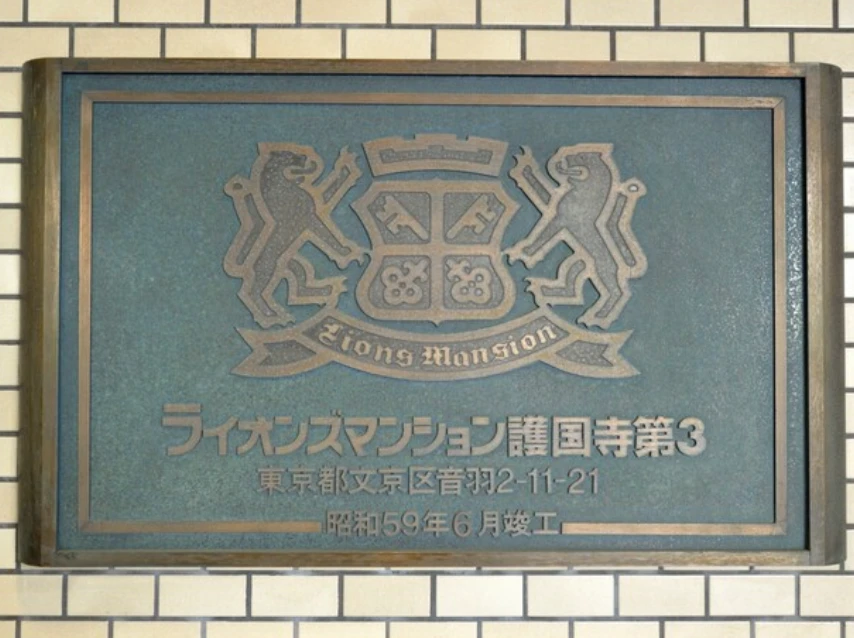 Lions Mansion
ライオンズマンション護国寺第3
東京都文京区音羽2-11-21
昭和59年6月竣工